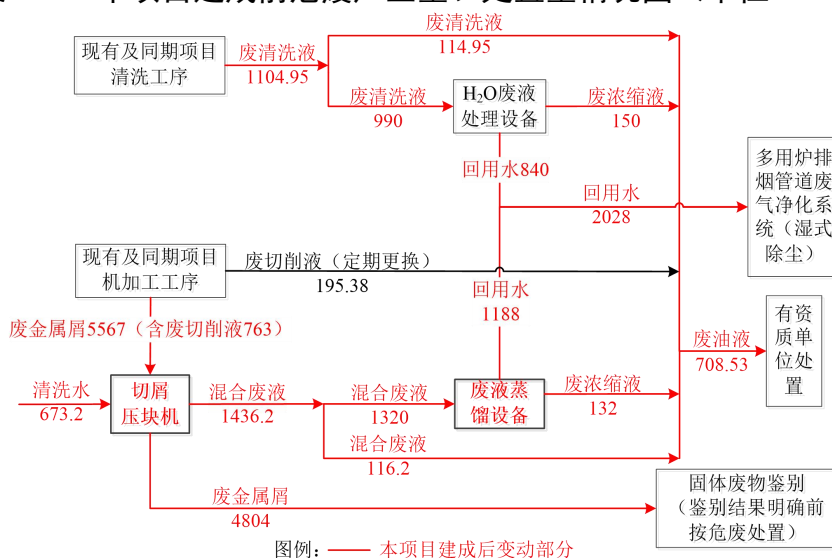 现有及同期项目
清洗工序
废清洗液
1104.95
废清洗液
114.95
废清洗液
990
H₂O废液
处理设备
废浓缩液
150
回用水840
回用水
2028
多用炉排
烟管道废
气净化系
统（湿式
除尘）
现有及同期项目
机加工工序
废切削液（定期更换）
195.38
回用水
1188
废金属屑5567（含废切削液763）
废油液
708.53
有资
质单
位处
置
清洗水
673.2
切屑
压块机
混合废液
1436.2
混合废液
1320
废液蒸
馏设备
废浓缩液
132
混合废液
116.2
废金属屑
4804
固体废物鉴别
（鉴别结果明确前
按危废处置）
图例：—— 本项目建成后变动部分